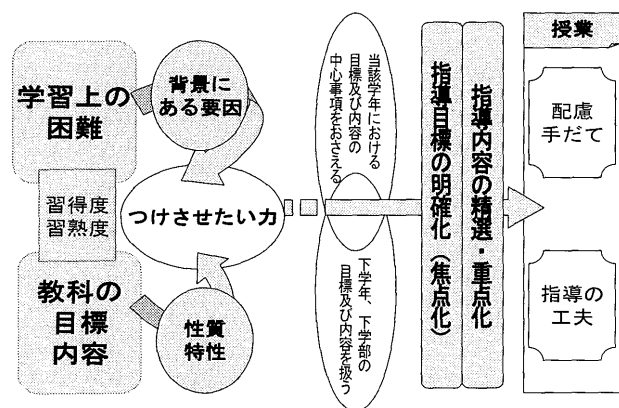 学習上の
困難
習得度
習熟度
教科の
目標
内容
背景に
ある要因
つけさせたい力
性質
特性
当該学年における
目標及び内容の
中心事項をおさえる
下学年、下学部の
目標及び内容を扱う
指導目標の明確化（焦点化）
指導内容の精選・重点化
授業
配慮
手だて
指導の
工夫